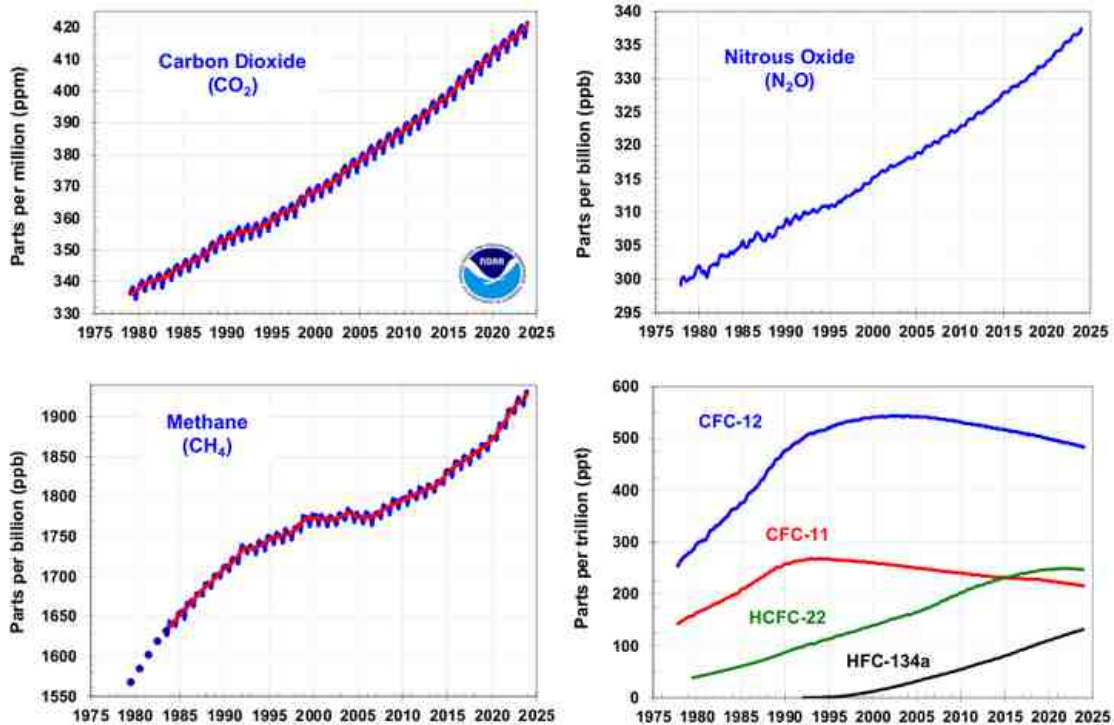 Parts per million (ppm)
420
410
400
390
380
370
360
350
340
330
Carbon Dioxide
(CO₂)
NOAA
1975 1980 1985 1990 1995 2000 2005 2010 2015 2020 2025
Parts per billion (ppb)
340
335
330
325
320
315
310
305
300
295
Nitrous Oxide
(N₂O)
1975 1980 1985 1990 1995 2000 2005 2010 2015 2020 2025
Parts per billion (ppb)
1900
1850
1800
1750
1700
1650
1600
1550
Methane
(CH₄)
1975 1980 1985 1990 1995 2000 2005 2010 2015 2020 2025
Parts per trillion (ppt)
600
500
400
300
200
100
0
CFC-12
CFC-11
HCFC-22
HFC-134a
1975 1980 1985 1990 1995 2000 2005 2010 2015 2020 2025